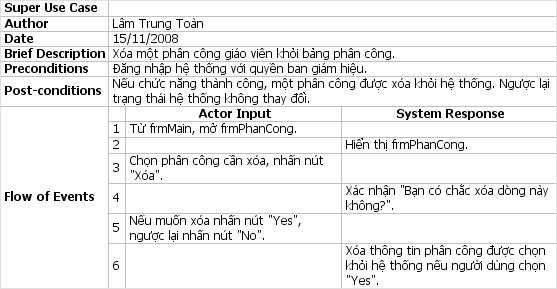 Super Use Case
Author Lâm Trung Toàn
Date 15/11/2008
Brief Description Xóa một phân công giáo viên khỏi bảng phân công.
Preconditions Đăng nhập hệ thống với quyền ban giám hiệu.
Post-conditions Nếu chức năng thành công, một phân công được xóa khỏi hệ thống. Ngược lại
trạng thái hệ thống không thay đổi.
Flow of Events
Actor Input System Response
1 Từ frmMain, mở frmPhanCong.
2 Hiển thị frmPhanCong.
3 Chọn phân công cần xóa, nhấn nút
"Xóa".
4 Xác nhận "Bạn có chắc xóa dòng này
không?".
5 Nếu muốn xóa nhấn nút "Yes",
ngược lại nhấn nút "No".
6 Xóa thông tin phân công được chọn
khỏi hệ thống nếu người dùng chọn
"Yes".